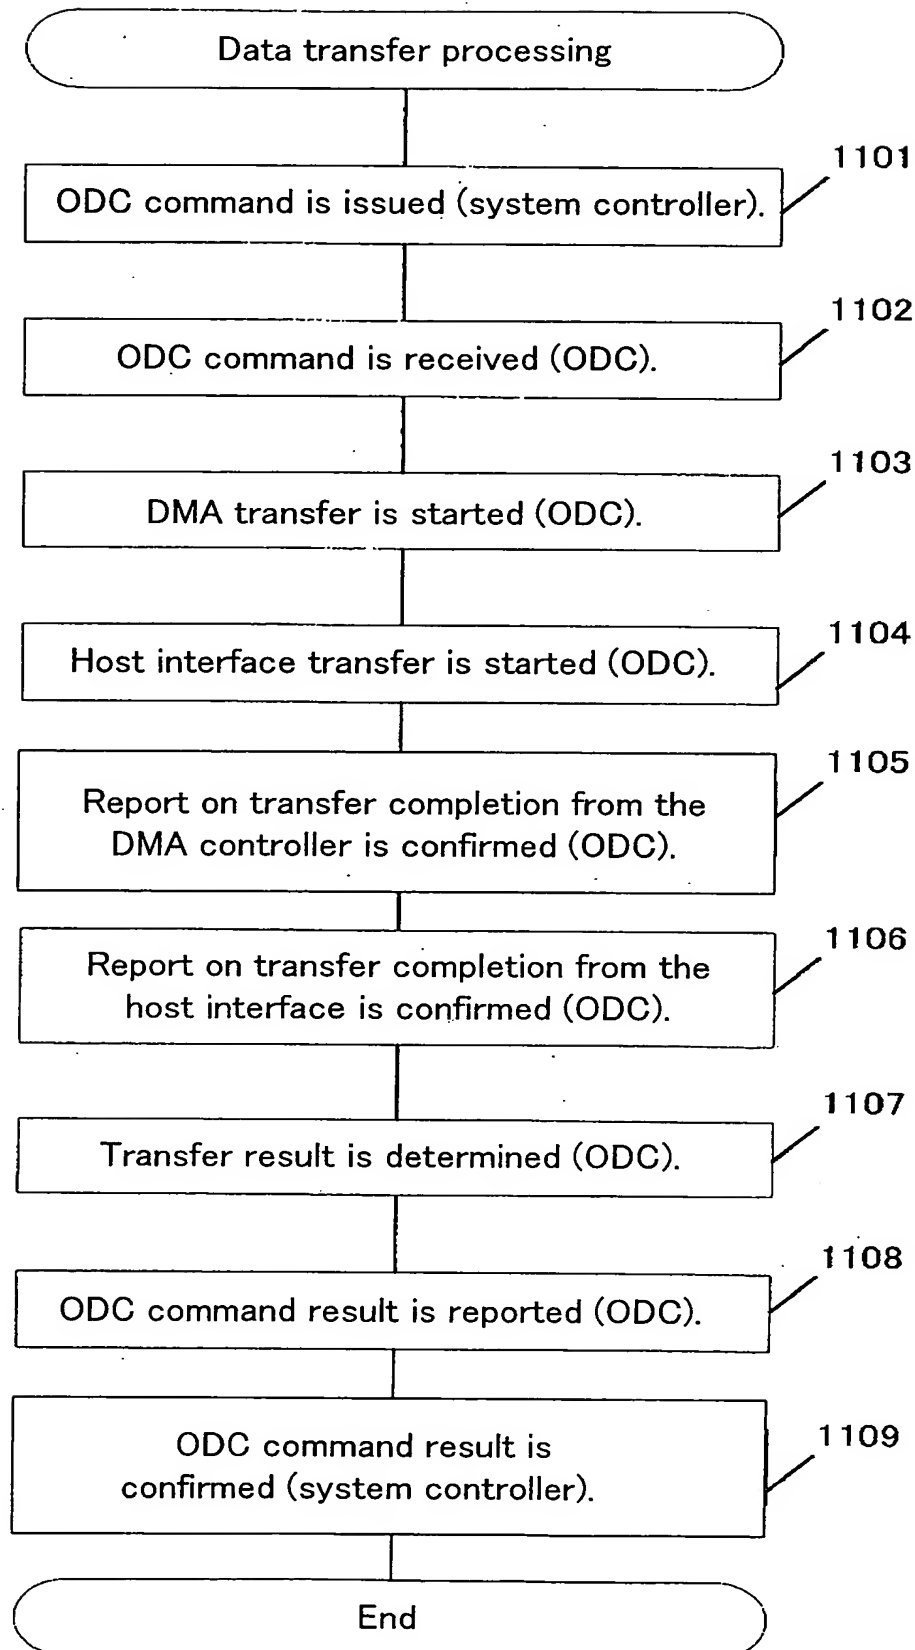 Data transfer processing
1101
ODC command is issued (system controller).
1102
ODC command is received (ODC).
1103
DMA transfer is started (ODC).
1104
Host interface transfer is started (ODC).
1105
Report on transfer completion from the
DMA controller is confirmed (ODC).
1106
Report on transfer completion from the
host interface is confirmed (ODC).
1107
Transfer result is determined (ODC).
1108
ODC command result is reported (ODC).
1109
ODC command result is
confirmed (system controller).
End